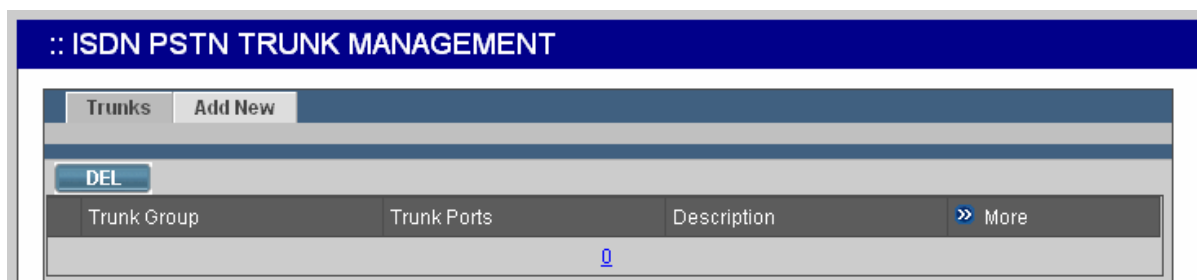 :: ISDN PSTN TRUNK MANAGEMENT
Trunks Add New
DEL
Trunk Group Trunk Ports Description » More
0